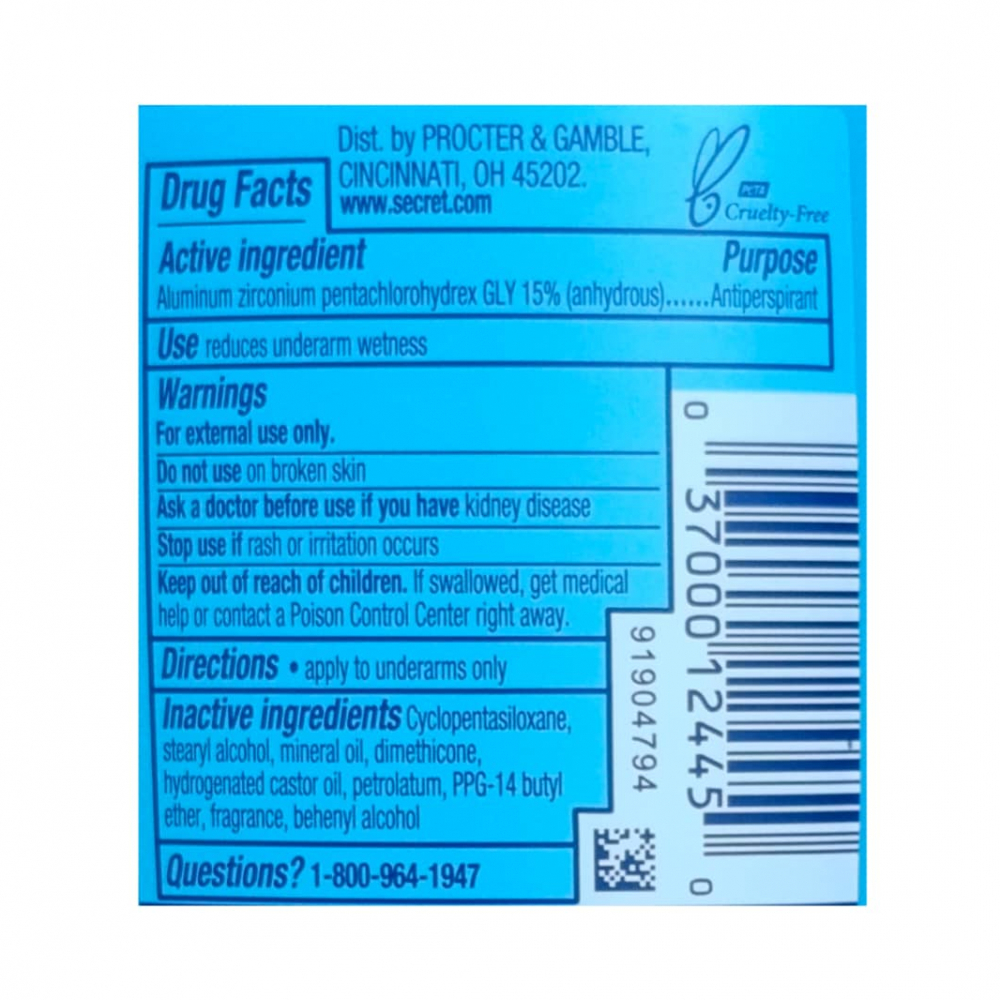 Dist. by PROCTER & GAMBLE,
CINCINNATI, OH 45202.
www.secret.com
PETA
Cruelty-Free
Drug Facts
Active ingredient Purpose
Aluminum zirconium pentachlorohydrex GLY 15% (anhydrous)......Antiperspirant
Use reduces underarm wetness
Warnings
For external use only.
Do not use on broken skin
Ask a doctor before use if you have kidney disease
Stop use if rash or irritation occurs
Keep out of reach of children. If swallowed, get medical
help or contact a Poison Control Center right away.
Directions • apply to underarms only
Inactive ingredients Cyclopentasiloxane,
stearyl alcohol, mineral oil, dimethicone,
hydrogenated castor oil, petrolatum, PPG-14 butyl
ether, fragrance, behenyl alcohol
Questions? 1-800-964-1947
91904794
0 37000 12445 0